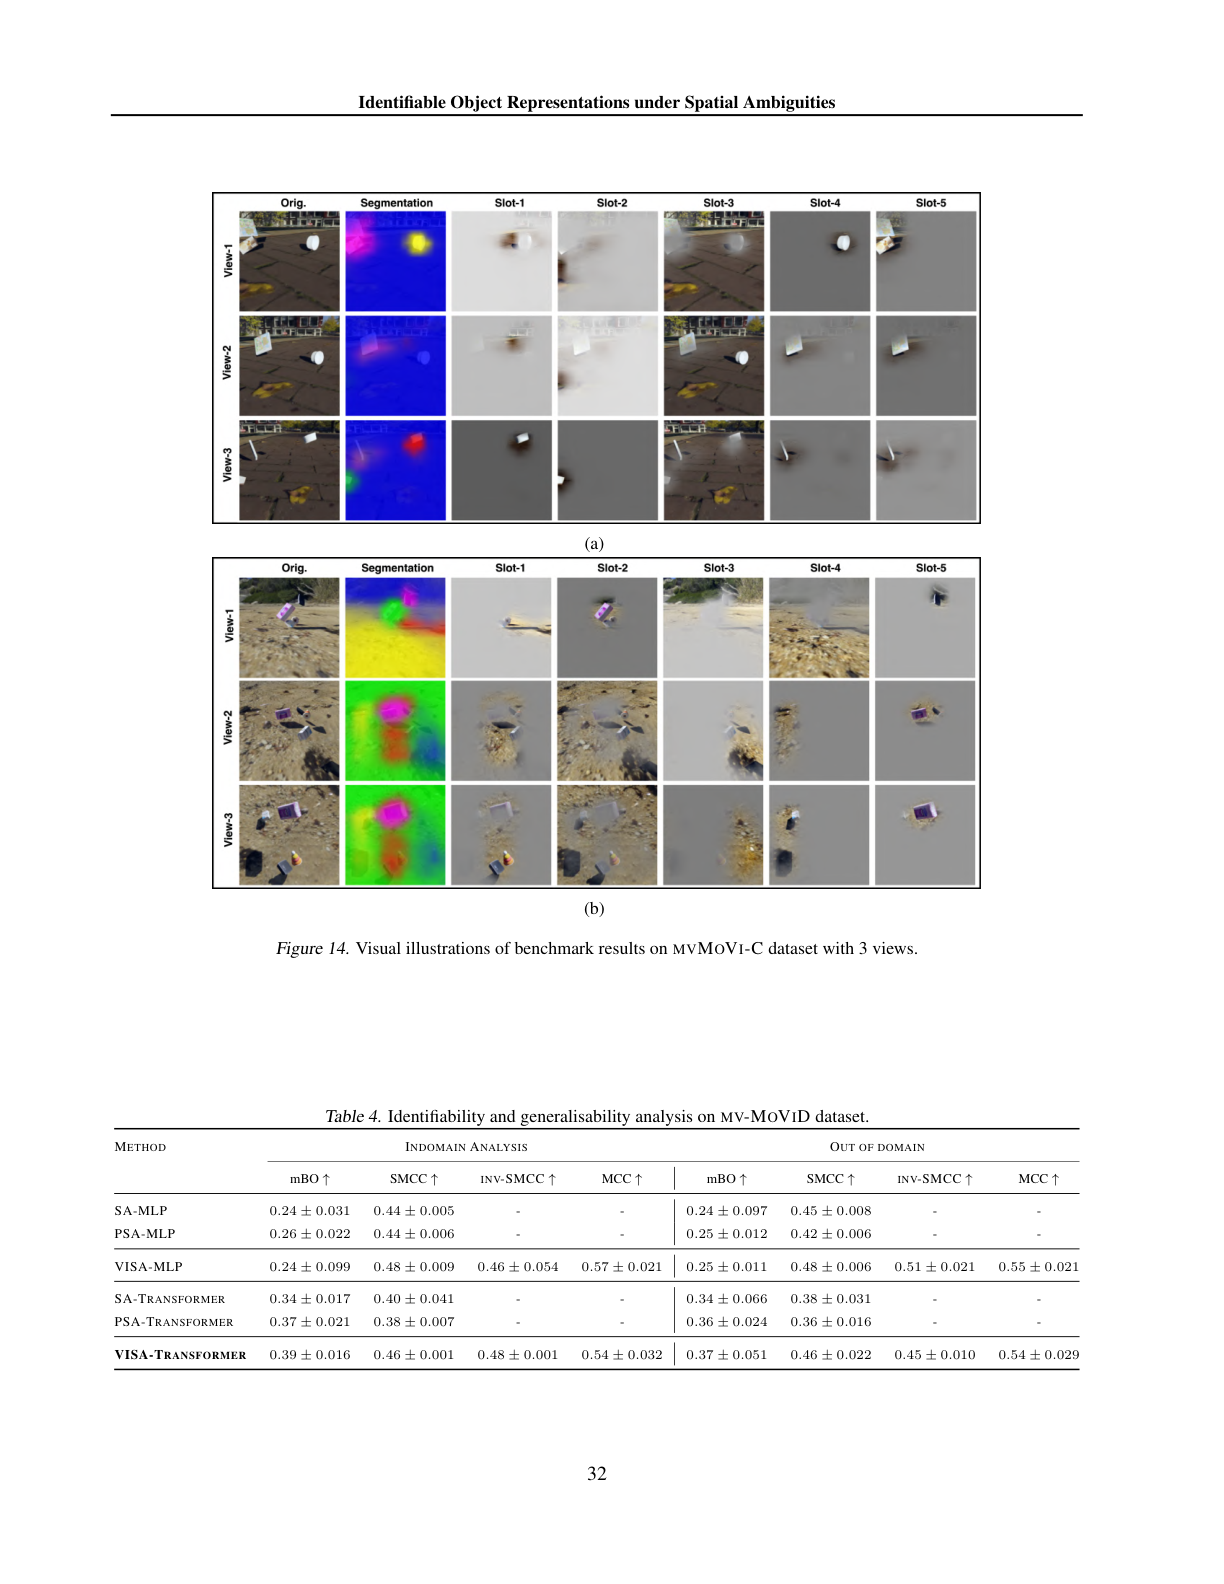 Identifiable Object Representations under Spatial Ambiguities
Orig. Segmentation Slot-1 Slot-2 Slot-3 Slot-4 Slot-5
View-1
View-2
View-3
(a)
Orig. Segmentation Slot-1 Slot-2 Slot-3 Slot-4 Slot-5
View-1
View-2
View-3
(b)
Figure 14. Visual illustrations of benchmark results on MVMOVI-C dataset with 3 views.
Table 4. Identifiability and generalisability analysis on MV-MOVID dataset.
METHOD INDOMAIN ANALYSIS OUT OF DOMAIN
mBO ↑ SMCC ↑ INV-SMCC ↑ MCC ↑ mBO ↑ SMCC ↑ INV-SMCC ↑ MCC ↑
SA-MLP 0.24 ± 0.031 0.44 ± 0.005 - - 0.24 ± 0.097 0.45 ± 0.008 - -
PSA-MLP 0.26 ± 0.022 0.44 ± 0.006 - - 0.25 ± 0.012 0.42 ± 0.006 - -
VISA-MLP 0.24 ± 0.099 0.48 ± 0.009 0.46 ± 0.054 0.57 ± 0.021 0.25 ± 0.011 0.48 ± 0.006 0.51 ± 0.021 0.55 ± 0.021
SA-TRANSFORMER 0.34 ± 0.017 0.40 ± 0.041 - - 0.34 ± 0.066 0.38 ± 0.031 - -
PSA-TRANSFORMER 0.37 ± 0.021 0.38 ± 0.007 - - 0.36 ± 0.024 0.36 ± 0.016 - -
VISA-TRANSFORMER 0.39 ± 0.016 0.46 ± 0.001 0.48 ± 0.001 0.54 ± 0.032 0.37 ± 0.051 0.46 ± 0.022 0.45 ± 0.010 0.54 ± 0.029
32